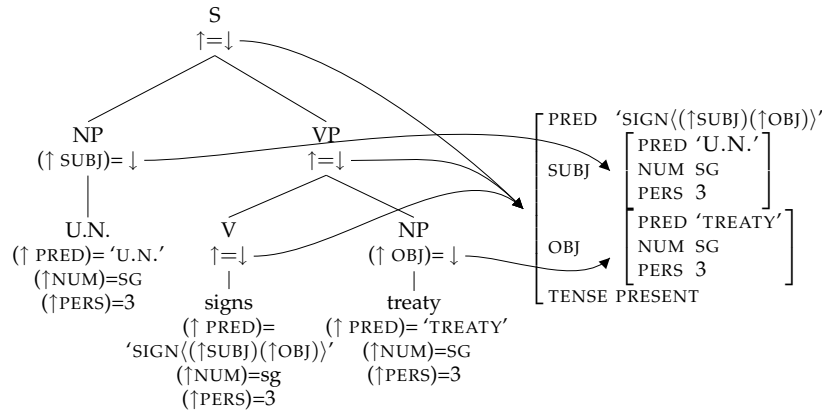 S
↑=↓
NP
(↑ SUBJ)= ↓
U.N.
(↑ PRED)= ‘U.N.’
(↑NUM)=SG
(↑PERS)=3
VP
↑=↓
V
↑=↓
signs
(↑ PRED)=
‘SIGN⟨(↑SUBJ)(↑OBJ)⟩’
(↑NUM)=sg
(↑PERS)=3
NP
(↑ OBJ)= ↓
treaty
(↑ PRED)= ‘TREATY’
(↑NUM)=SG
(↑PERS)=3
PRED ‘SIGN⟨(↑SUBJ)(↑OBJ)⟩’
SUBJ
PRED ‘U.N.’
NUM SG
PERS 3
OBJ
PRED ‘TREATY’
NUM SG
PERS 3
TENSE PRESENT